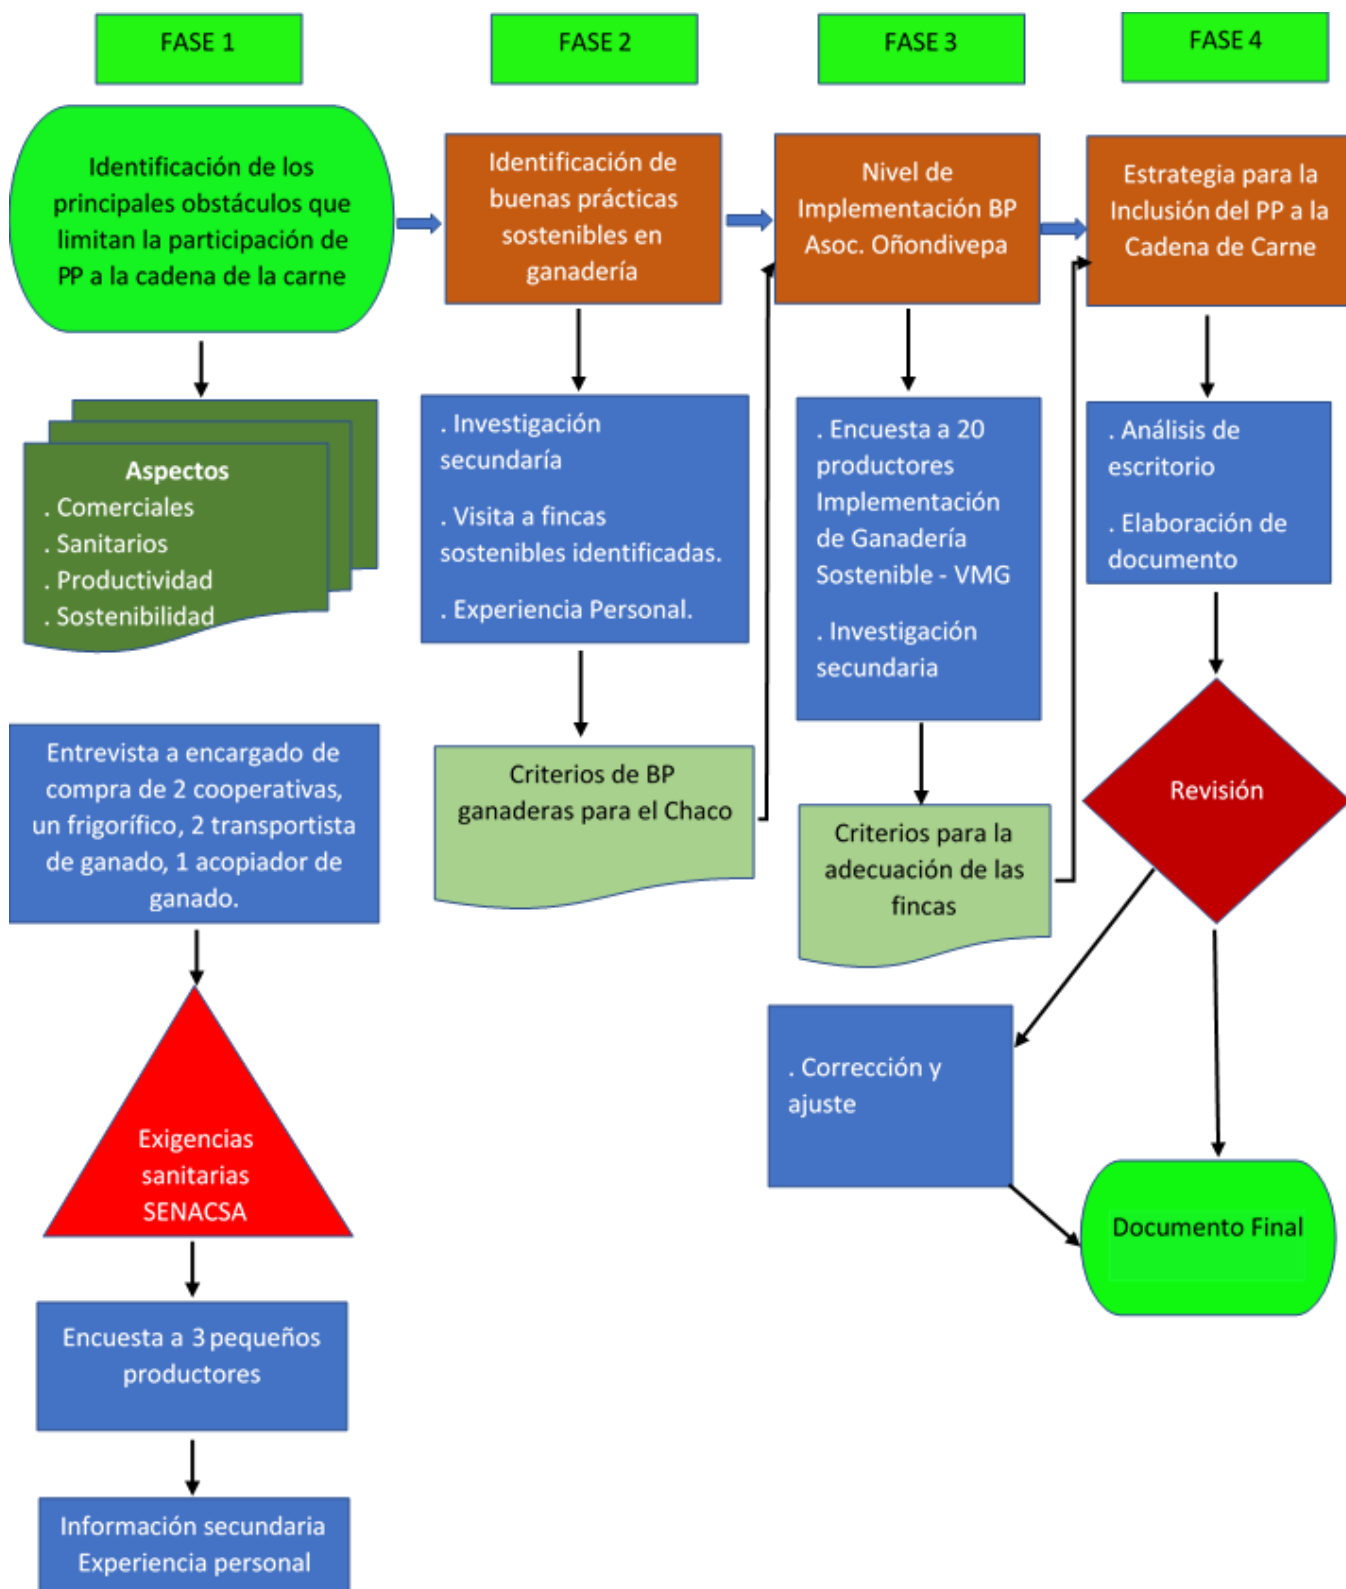 FASE 1
Identificación de los
principales obstáculos que
limitan la participación de
PP a la cadena de la carne
Aspectos
. Comerciales
. Sanitarios
. Productividad
. Sostenibilidad
Entrevista a encargado de
compra de 2 cooperativas,
un frigorífico, 2 transportista
de ganado, 1 acopiador de
ganado.
Exigencias
sanitarias
SENACSA
Encuesta a 3 pequeños
productores
Información secundaria
Experiencia personal
FASE 2
Identificación de
buenas prácticas
sostenibles en
ganadería
. Investigación
secundaría
. Visita a fincas
sostenibles identificadas.
. Experiencia Personal.
Criterios de BP
ganaderas para el Chaco
FASE 3
Nivel de
Implementación BP
Asoc. Oñondivepa
. Encuesta a 20
productores
Implementación
de Ganadería
Sostenible - VMG
. Investigación
secundaria
Criterios para la
adecuación de las
fincas
FASE 4
Estrategia para la
Inclusión del PP a la
Cadena de Carne
. Análisis de
escritorio
. Elaboración de
documento
Revisión
. Corrección y
ajuste
Documento Final